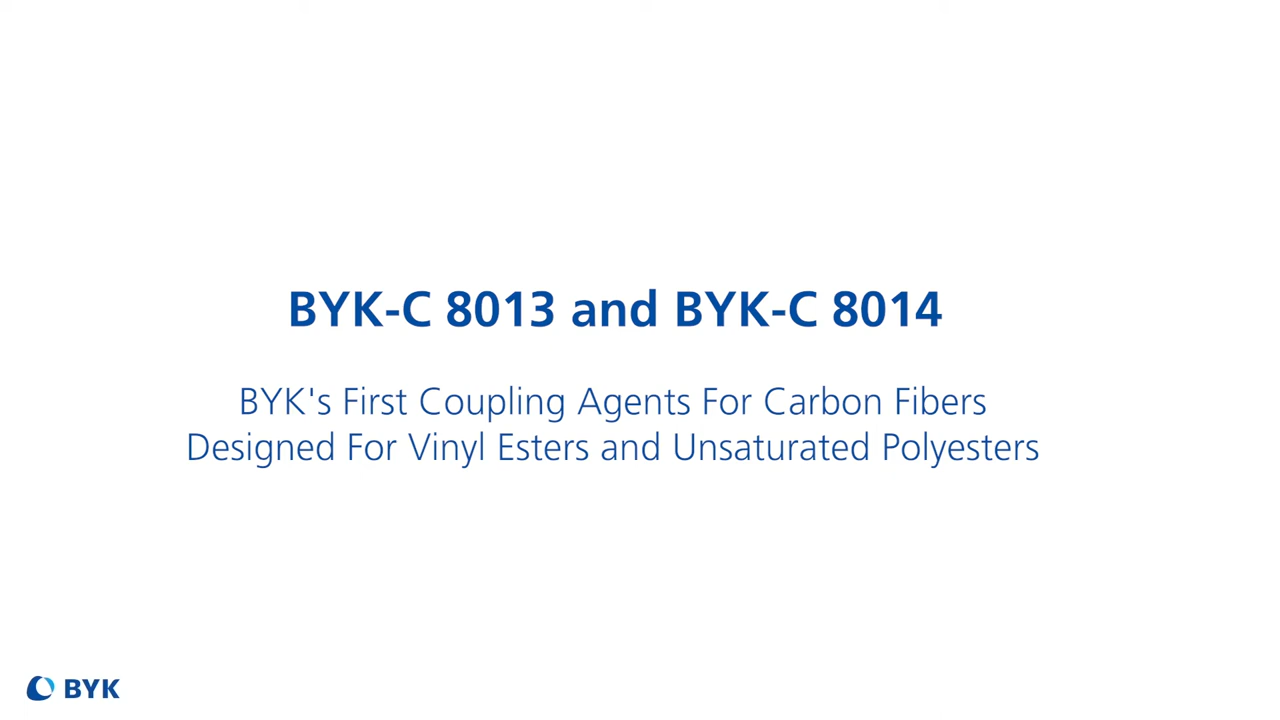 BYK-C 8013 and BYK-C 8014
BYK's First Coupling Agents For Carbon Fibers
Designed For Vinyl Esters and Unsaturated Polyesters
BYK